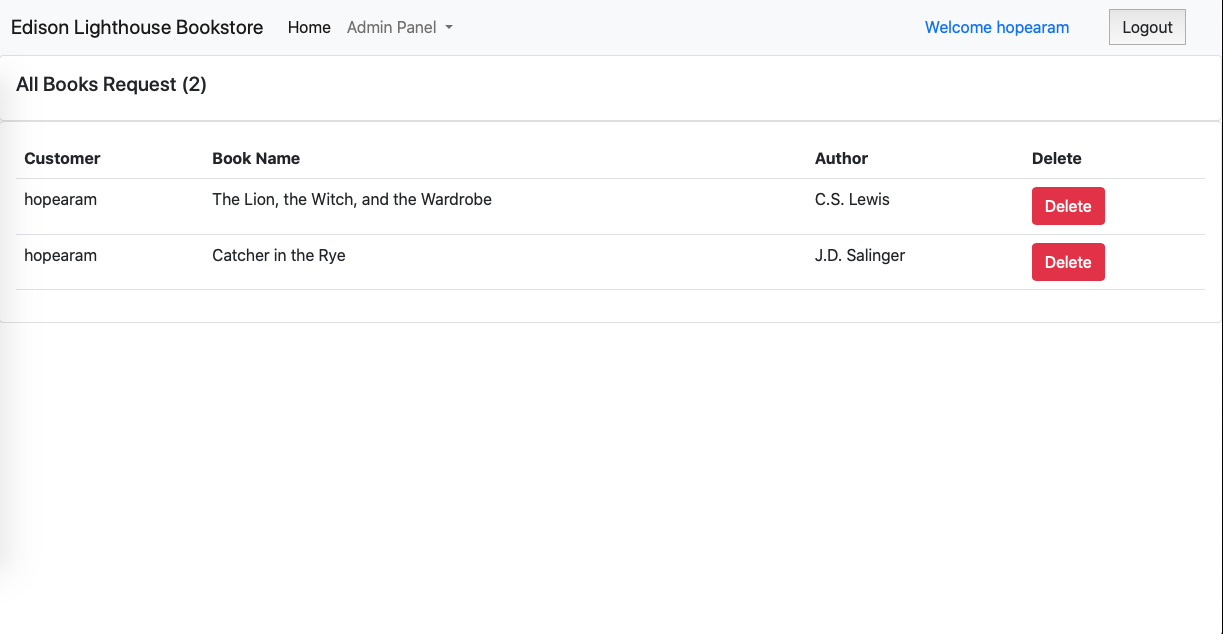 Edison Lighthouse Bookstore Home Admin Panel Welcome hopearam Logout
All Books Request (2)
Customer Book Name Author Delete
hopearam The Lion, the Witch, and the Wardrobe C.S. Lewis Delete
hopearam Catcher in the Rye J.D. Salinger Delete